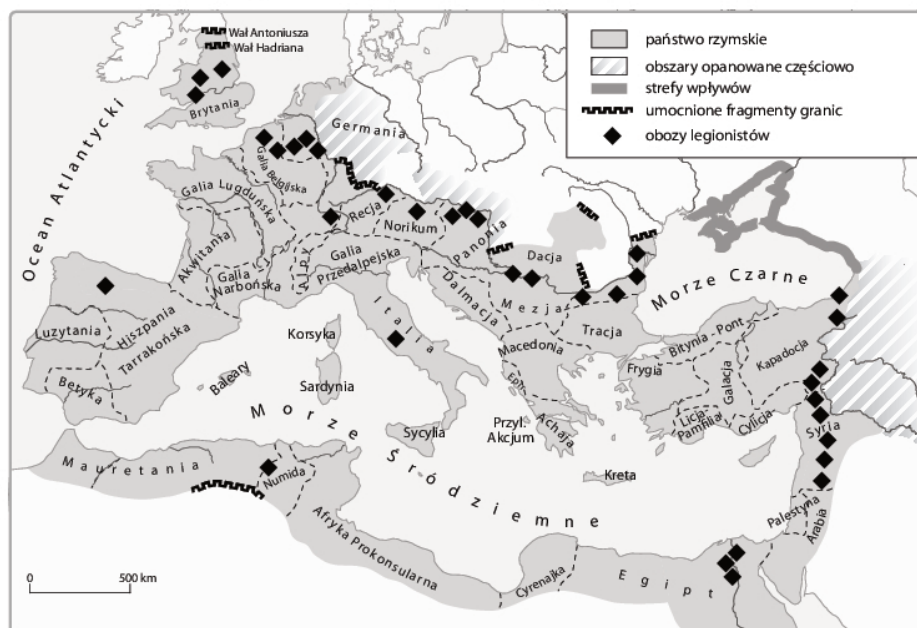 Wał Antoniusza
Wał Hadriana
państwo rzymskie
obszary opanowane częściowo
strefy wpływów
umocnione fragmenty granic
obozy legionistów
Ocean Atlantycki
Brytania
Germania
Galia Belgijska
Galia Lugduńska
Recja
Norikum
Panonia
Dacja
Akwitania
Galia Narbońska
Alpy
Galia Przedalpejska
Dalmacja
Mezja
Morze Czarne
Italia
Tracja
Macedonia
Bitynia
Pont
Kapadocja
Frygia
Galacja
Luzytania
Hiszpania
Tarrakońska
Betyka
Korsyka
Sardynia
Baleary
Epir
Achaja
Licja-
Pamfilia
Cylicja
Syria
Przyl.
Akcjum
Sycylia
Kreta
Morze Śródziemne
Mauretania
Numida
Afryka Prokonsularna
Cyrenajka
Egipt
Palestyna
Arabia
0
500 km